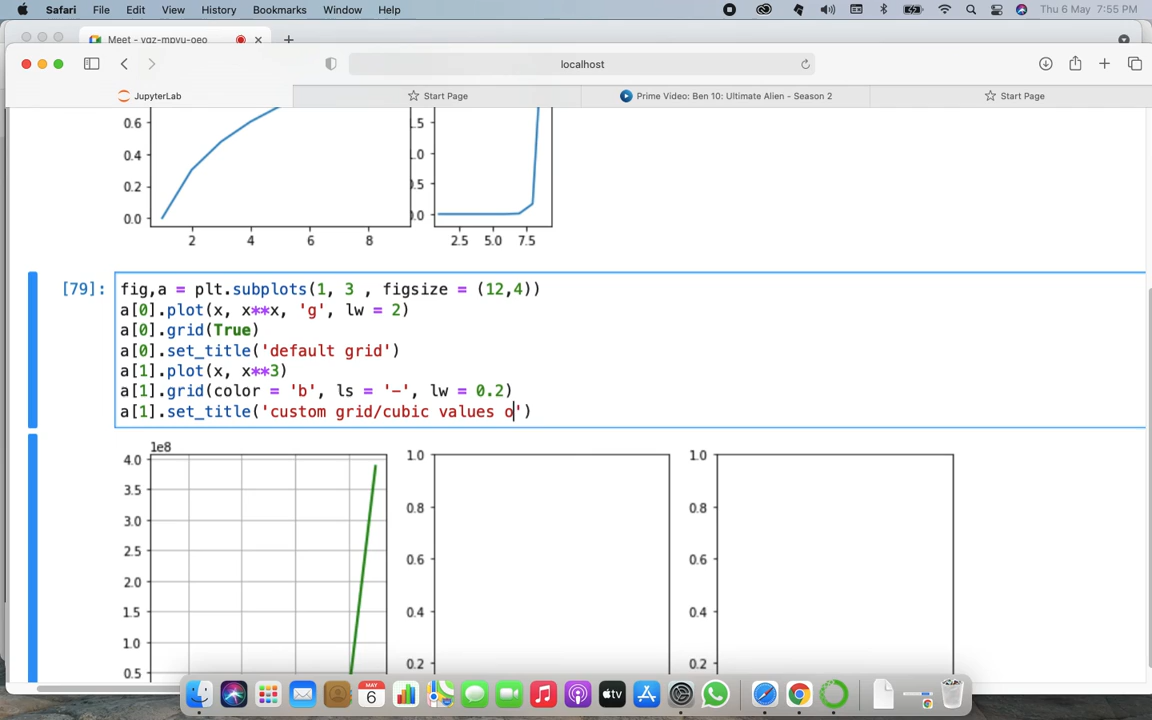 Safari File Edit View History Bookmarks Window Help Thu 6 May 7:55 PM
Meet - vgz-mpvu-oeo
localhost
JupyterLab Start Page Prime Video: Ben 10: Ultimate Alien - Season 2 Start Page
0.6
0.4
0.2
0.0
2 4 6 8
.5
.0
.5
.0
2.5 5.0 7.5
[79]: fig,a = plt.subplots(1, 3 , figsize = (12,4))
a[0].plot(x, x**x, 'g', lw = 2)
a[0].grid(True)
a[0].set_title('default grid')
a[1].plot(x, x**3)
a[1].grid(color = 'b', ls = '-', lw = 0.2)
a[1].set_title('custom grid/cubic values o')
1e8
4.0
3.5
3.0
2.5
2.0
1.5
1.0
0.5
1.0
0.8
0.6
0.4
0.2
1.0
0.8
0.6
0.4
0.2
MAY
6
tv